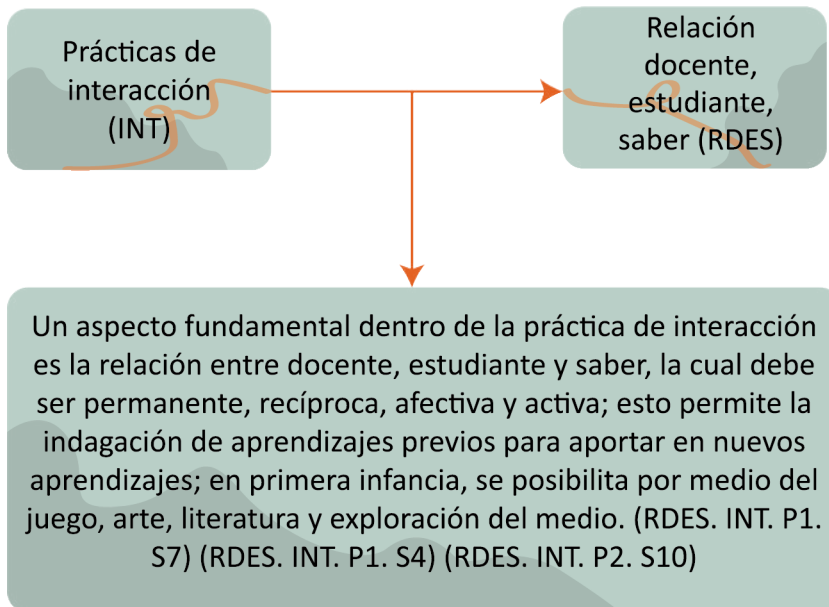 Prácticas de
interacción
(INT)
Relación
docente,
estudiante,
saber (RDES)
Un aspecto fundamental dentro de la práctica de interacción
es la relación entre docente, estudiante y saber, la cual debe
ser permanente, recíproca, afectiva y activa; esto permite la
indagación de aprendizajes previos para aportar en nuevos
aprendizajes; en primera infancia, se posibilita por medio del
juego, arte, literatura y exploración del medio. (RDES. INT. P1.
S7) (RDES. INT. P1. S4) (RDES. INT. P2. S10)